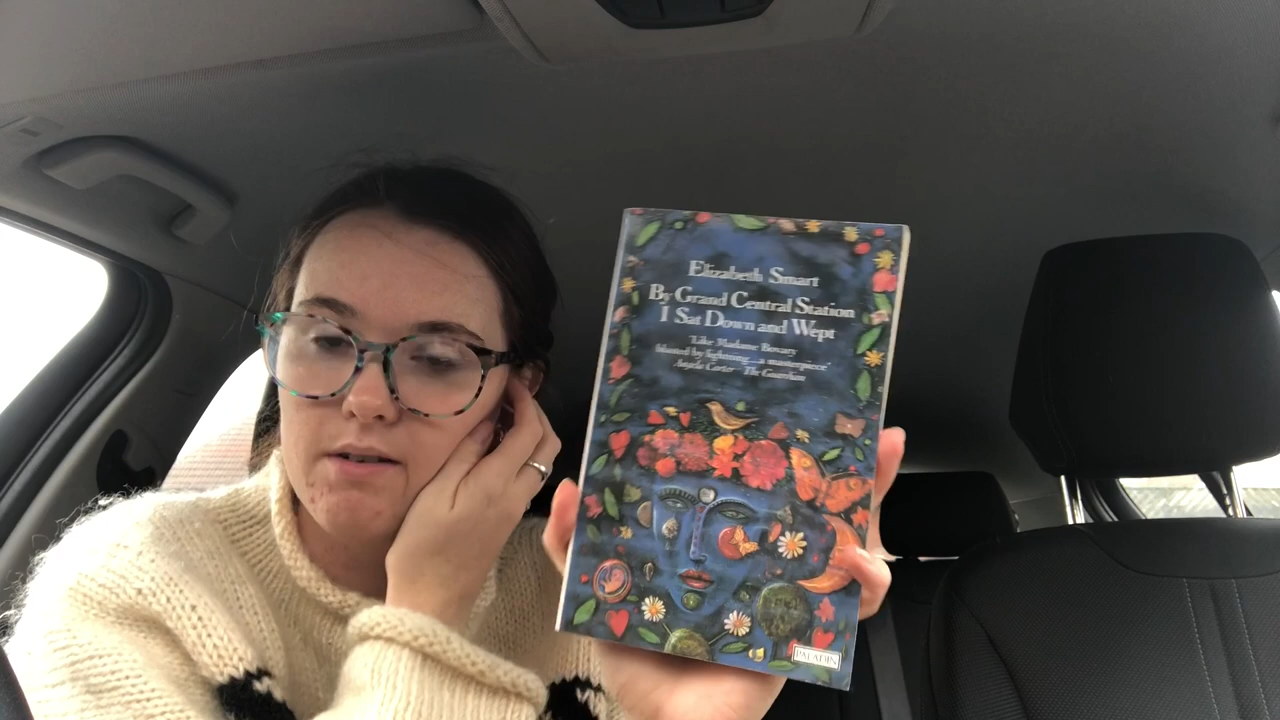 Elizabeth Smart
By Grand Central Station
I Sat Down and Wept
'Like Madame Bovary
blasted by lightning ... a masterpiece'
Angela Carter The Guardian
PALADIN